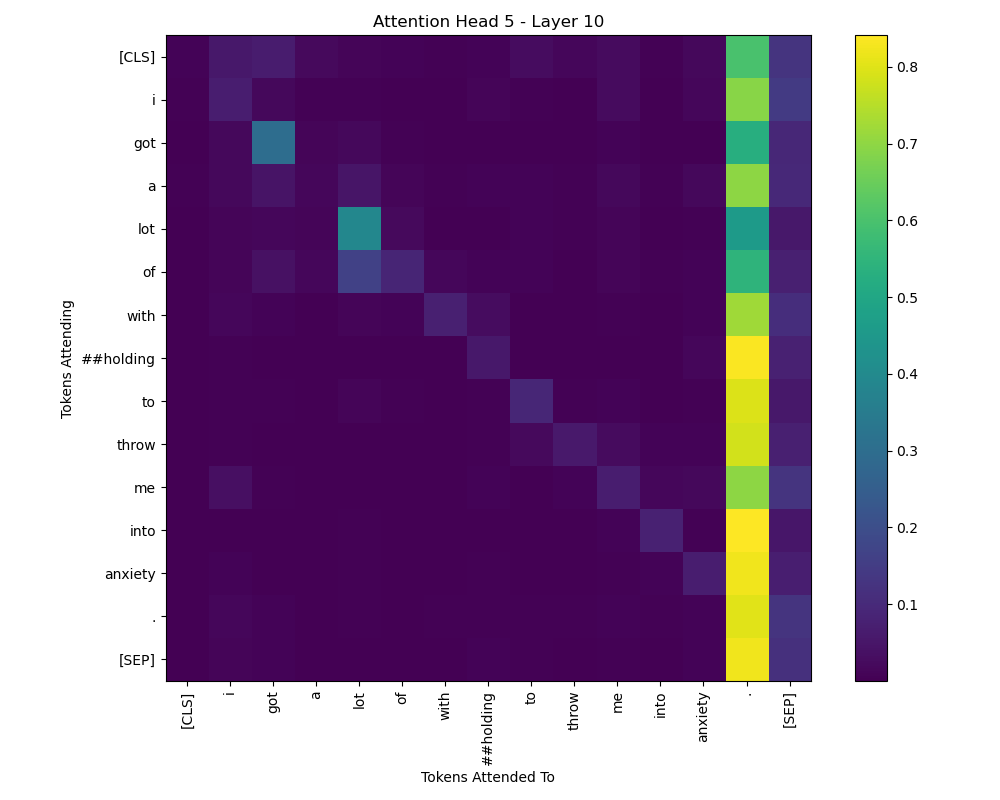 Attention Head 5 - Layer 10
Tokens Attending
[CLS]
i
got
a
lot
of
with
##holding
to
throw
me
into
anxiety
.
[SEP]
[CLS]
i
got
a
lot
of
with
##holding
to
throw
me
into
anxiety
.
[SEP]
Tokens Attended To
0.8
0.7
0.6
0.5
0.4
0.3
0.2
0.1